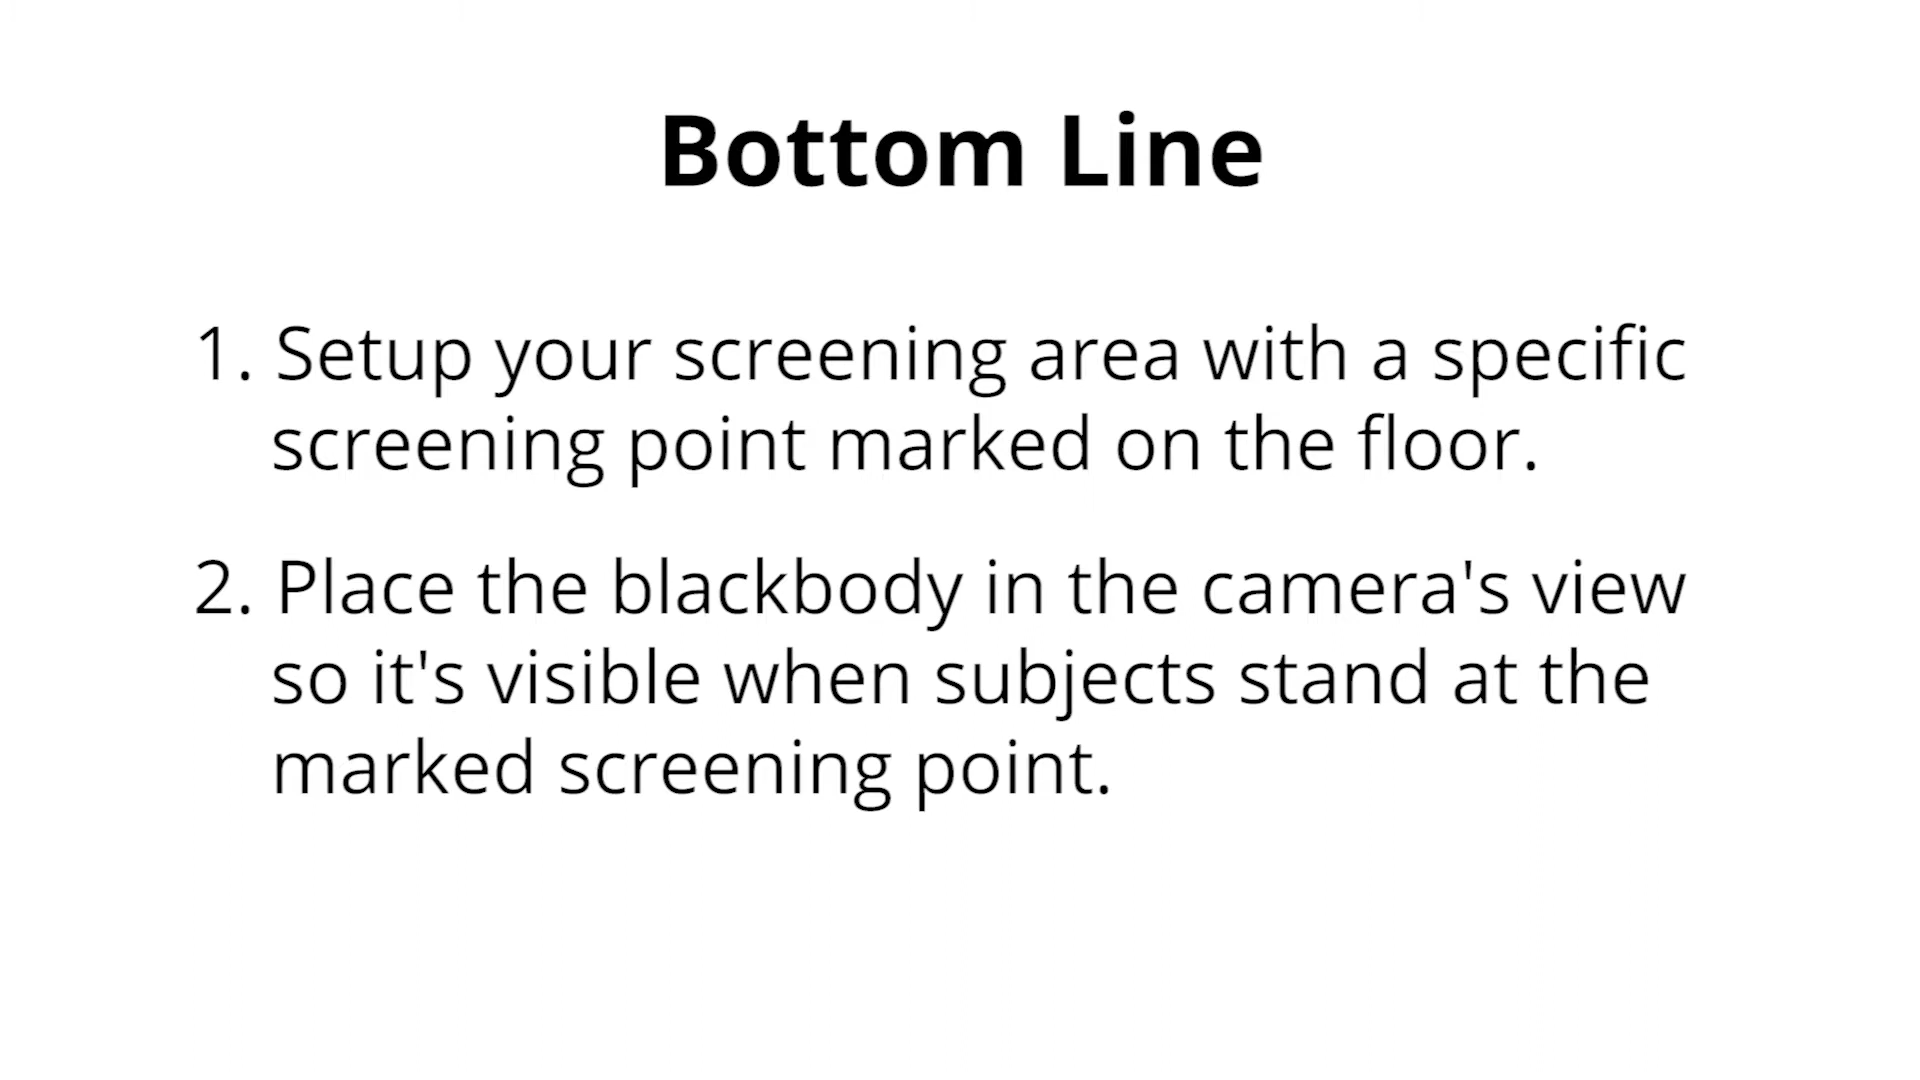 Bottom Line
1. Setup your screening area with a specific
screening point marked on the floor.
2. Place the blackbody in the camera's view
so it's visible when subjects stand at the
marked screening point.